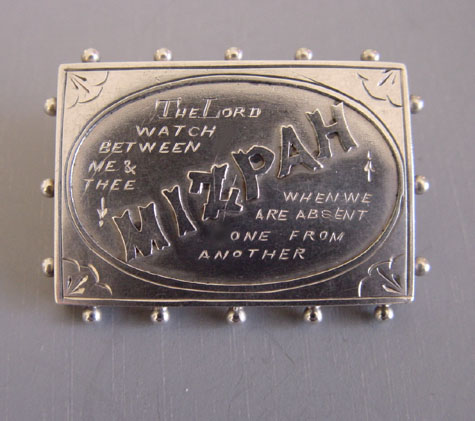 THE LORD
WATCH
BETWEEN
ME &
THEE
MIZPAH
WHEN WE
ARE ABSENT
ONE FROM
ANOTHER